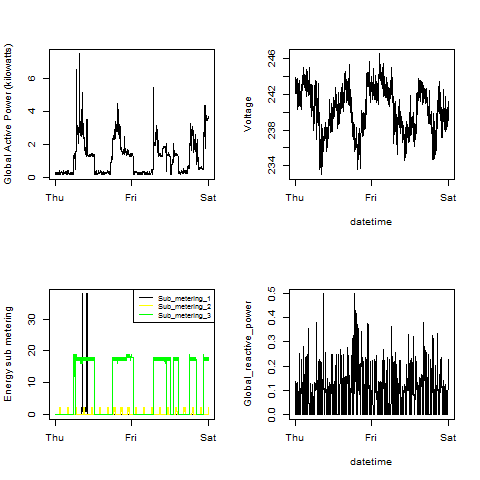 Global Active Power (kilowatts)
0 2 4 6
Thu Fri Sat
Voltage
234 238 242 246
Thu Fri Sat
datetime
Energy sub metering
0 10 20 30
Sub_metering_1
Sub_metering_2
Sub_metering_3
Thu Fri Sat
Global_reactive_power
0.0 0.1 0.2 0.3 0.4 0.5
Thu Fri Sat
datetime